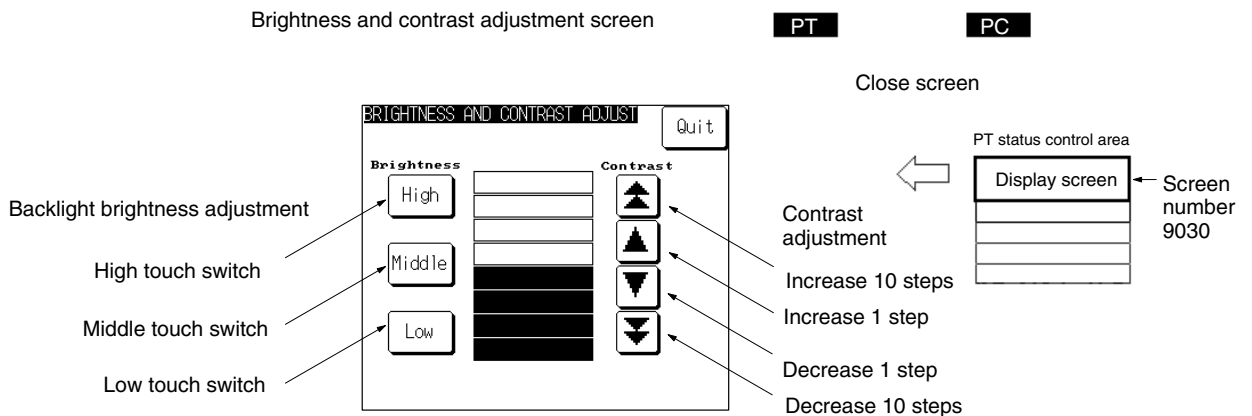 Brightness and contrast adjustment screen
PT
PC
Close screen
BRIGHTNESS AND CONTRAST ADJUST
Quit
Brightness
Contrast
High
Middle
Low
Backlight brightness adjustment
High touch switch
Middle touch switch
Low touch switch
Contrast
adjustment
Increase 10 steps
Increase 1 step
Decrease 1 step
Decrease 10 steps
PT status control area
Display screen
Screen
number
9030